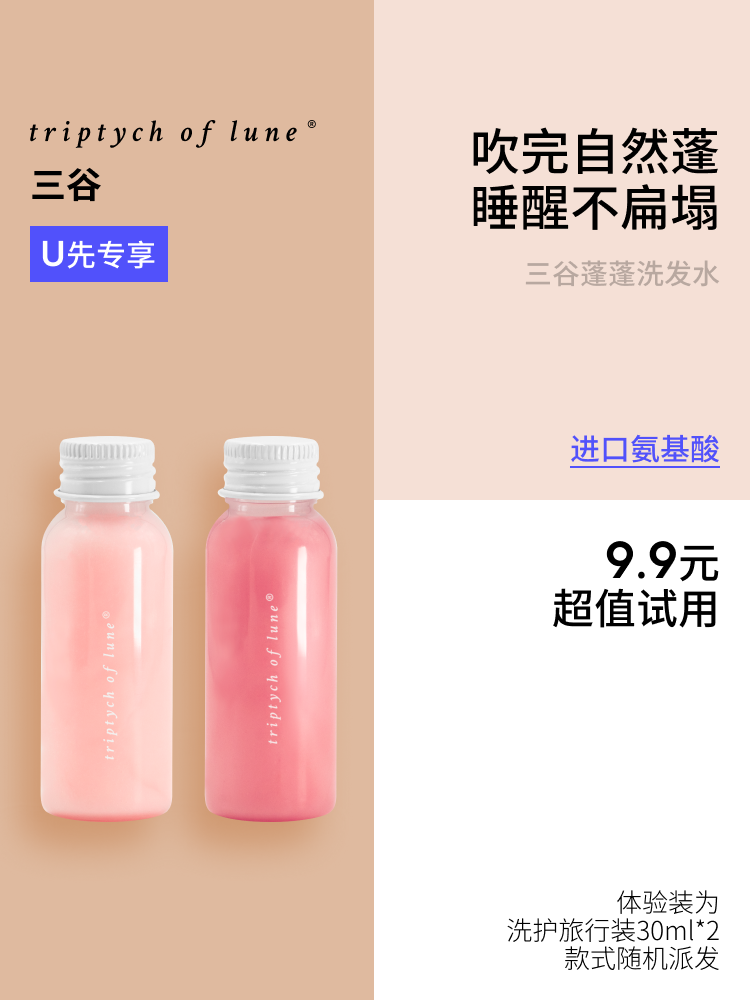 triptych of lune®
三谷
U先专享
吹完自然蓬
睡醒不扁塌
三谷蓬蓬洗发水
进口氨基酸
9.9元
超值试用
triptych of lune®
triptych of lune®
体验装为
洗护旅行装30ml*2
款式随机派发